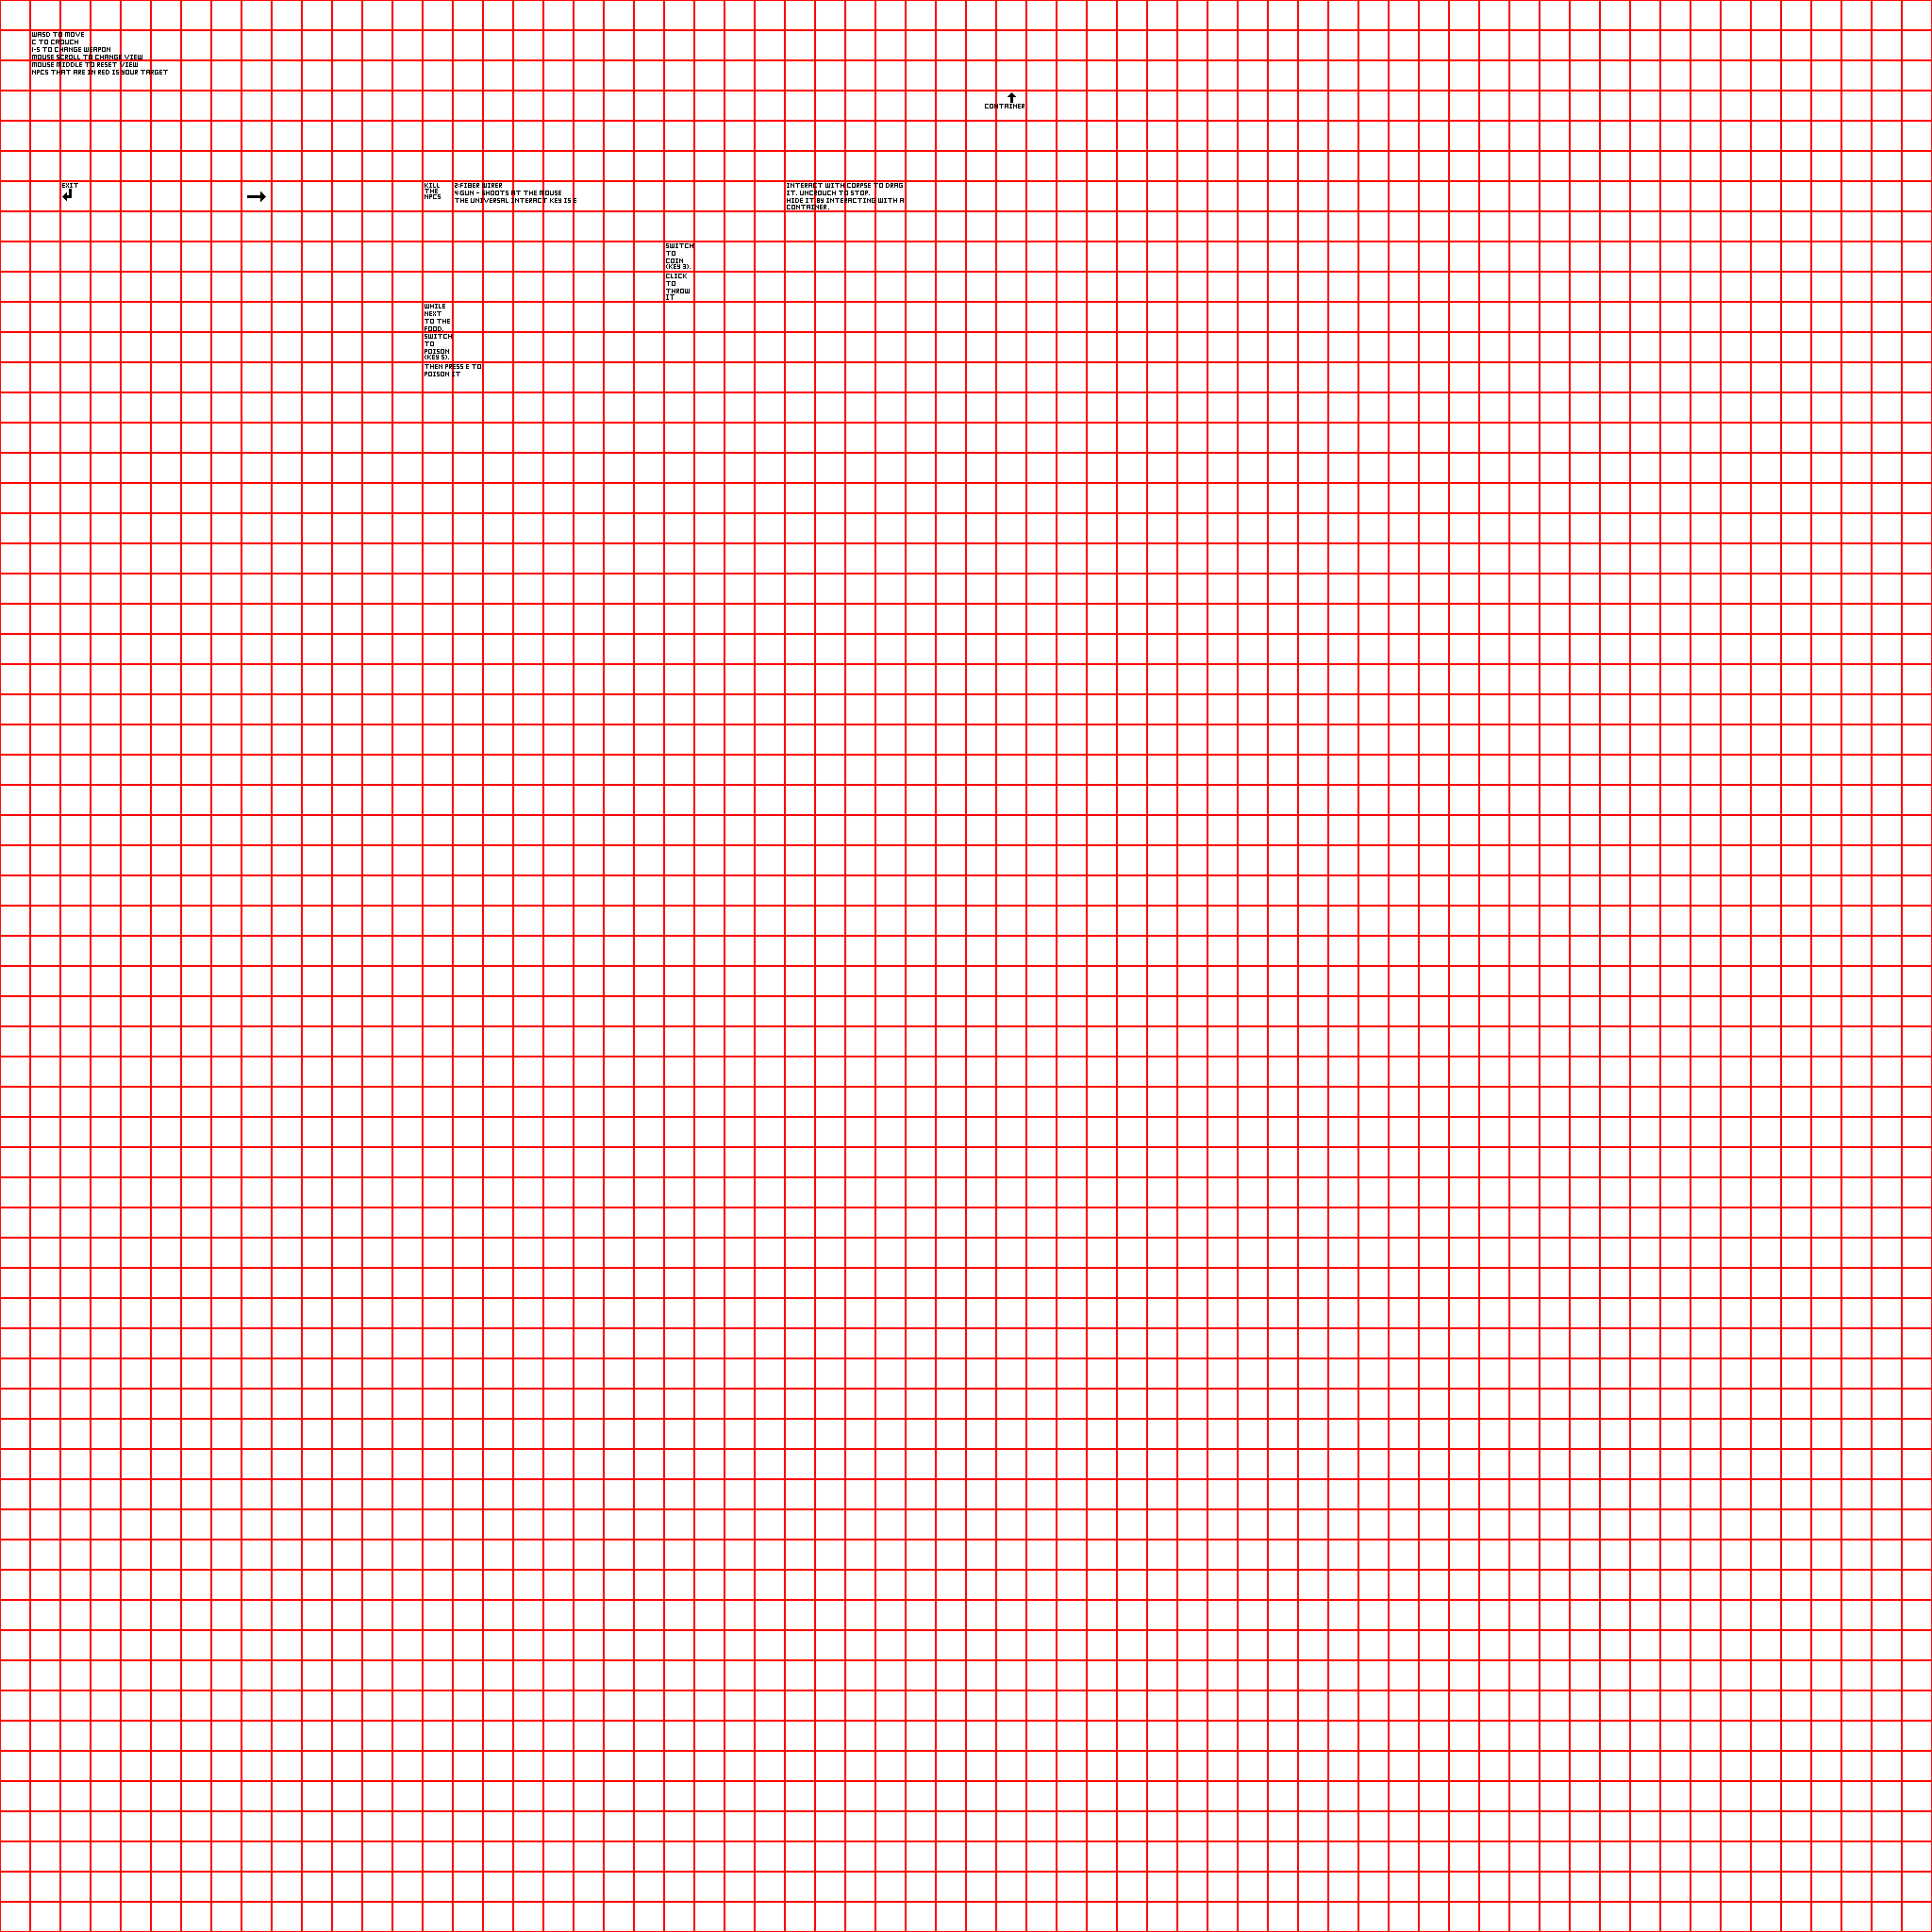 WASD TO MOVE
C TO CROUCH
1-5 TO CHANGE WEAPON
MOUSE SCROLL TO CHANGE VIEW
MOUSE MIDDLE TO RESET VIEW
NPCS THAT ARE IN RED IS YOUR TARGET
CONTAINER
EXIT
KILL
THE
NPCS
2:FIBER WIRER
4:GUN - SHOOTS AT THE MOUSE
THE UNIVERSAL INTERACT KEY IS E
INTERACT WITH CORPSE TO DRAG
IT. UNCROUCH TO STOP.
HIDE IT BY INTERACTING WITH A
CONTAINER.
SWITCH
TO
COIN
(KEY 3).
CLICK
TO
THROW
IT
WHILE
NEXT
TO THE
FOOD,
SWITCH
TO
POISON
(KEY 5).
THEN PRESS E TO
POISON IT